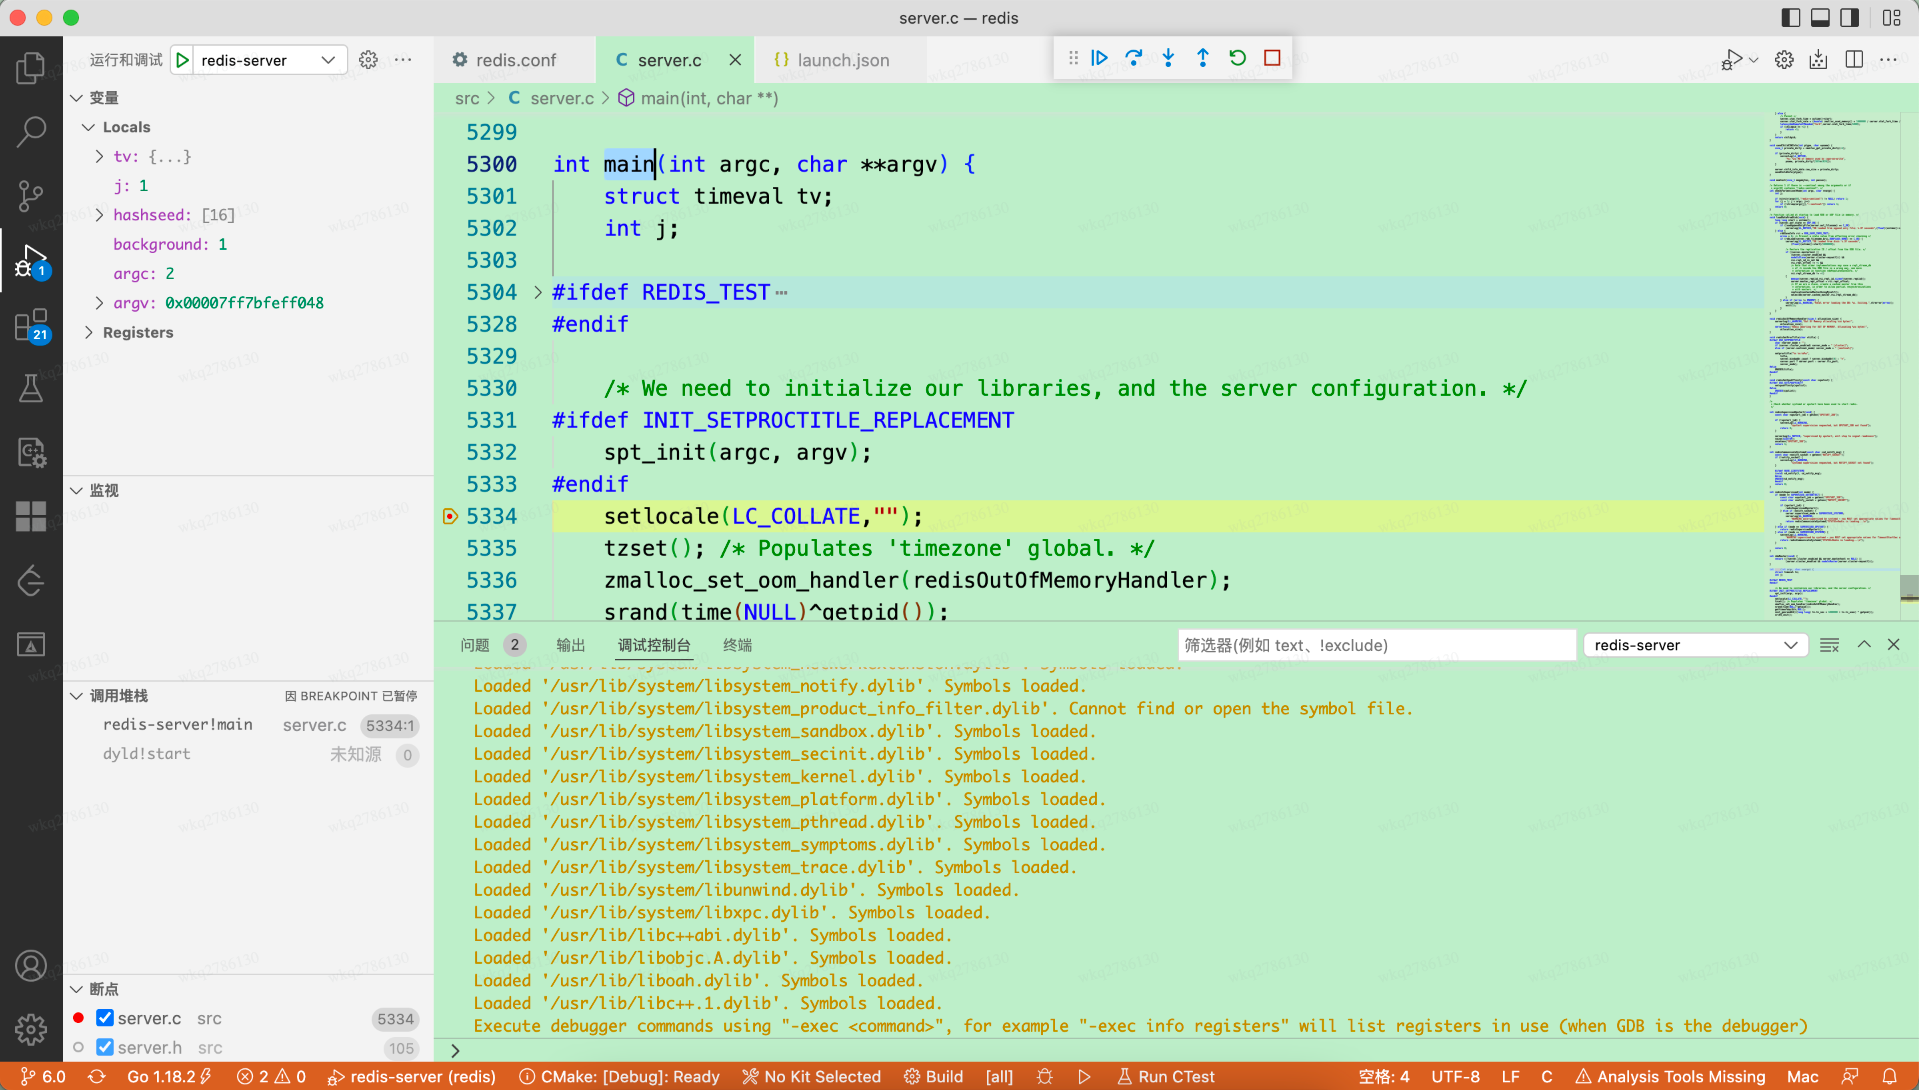 server.c — redis
运行和调试
redis-server
redis.conf
C server.c
{} launch.json
src > C server.c > main(int, char **)
变量
Locals
tv: {...}
j: 1
hashseed: [16]
background: 1
argc: 2
argv: 0x00007ff7bfeff048
Registers
监视
调用堆栈
因 BREAKPOINT 已暂停
redis-server!main server.c 5334:1
dyld!start 未知源 0
断点
server.c src 5334
server.h src 105
1
21
5299
5300 int main(int argc, char **argv) {
5301 struct timeval tv;
5302 int j;
5303
5304 #ifdef REDIS_TEST
5328 #endif
5329
5330 /* We need to initialize our libraries, and the server configuration. */
5331 #ifdef INIT_SETPROCTITLE_REPLACEMENT
5332 spt_init(argc, argv);
5333 #endif
5334 setlocale(LC_COLLATE,"");
5335 tzset(); /* Populates 'timezone' global. */
5336 zmalloc_set_oom_handler(redisOutOfMemoryHandler);
5337 srand(time(NULL)^getpid());
问题 2 输出 调试控制台 终端
筛选器(例如 text、!exclude)
redis-server
Loaded '/usr/lib/system/libsystem_notify.dylib'. Symbols loaded.
Loaded '/usr/lib/system/libsystem_product_info_filter.dylib'. Cannot find or open the symbol file.
Loaded '/usr/lib/system/libsystem_sandbox.dylib'. Symbols loaded.
Loaded '/usr/lib/system/libsystem_secinit.dylib'. Symbols loaded.
Loaded '/usr/lib/system/libsystem_kernel.dylib'. Symbols loaded.
Loaded '/usr/lib/system/libsystem_platform.dylib'. Symbols loaded.
Loaded '/usr/lib/system/libsystem_pthread.dylib'. Symbols loaded.
Loaded '/usr/lib/system/libsystem_symptoms.dylib'. Symbols loaded.
Loaded '/usr/lib/system/libsystem_trace.dylib'. Symbols loaded.
Loaded '/usr/lib/system/libunwind.dylib'. Symbols loaded.
Loaded '/usr/lib/system/libxpc.dylib'. Symbols loaded.
Loaded '/usr/lib/libc++abi.dylib'. Symbols loaded.
Loaded '/usr/lib/libobjc.A.dylib'. Symbols loaded.
Loaded '/usr/lib/liboah.dylib'. Symbols loaded.
Loaded '/usr/lib/libc++.1.dylib'. Symbols loaded.
Execute debugger commands using "-exec <command>", for example "-exec info registers" will list registers in use (when GDB is the debugger)
>
6.0 Go 1.18.2 2 0 redis-server (redis) CMake: [Debug]: Ready No Kit Selected Build [all] Run CTest 空格: 4 UTF-8 LF C Analysis Tools Missing Mac
wkq2786130